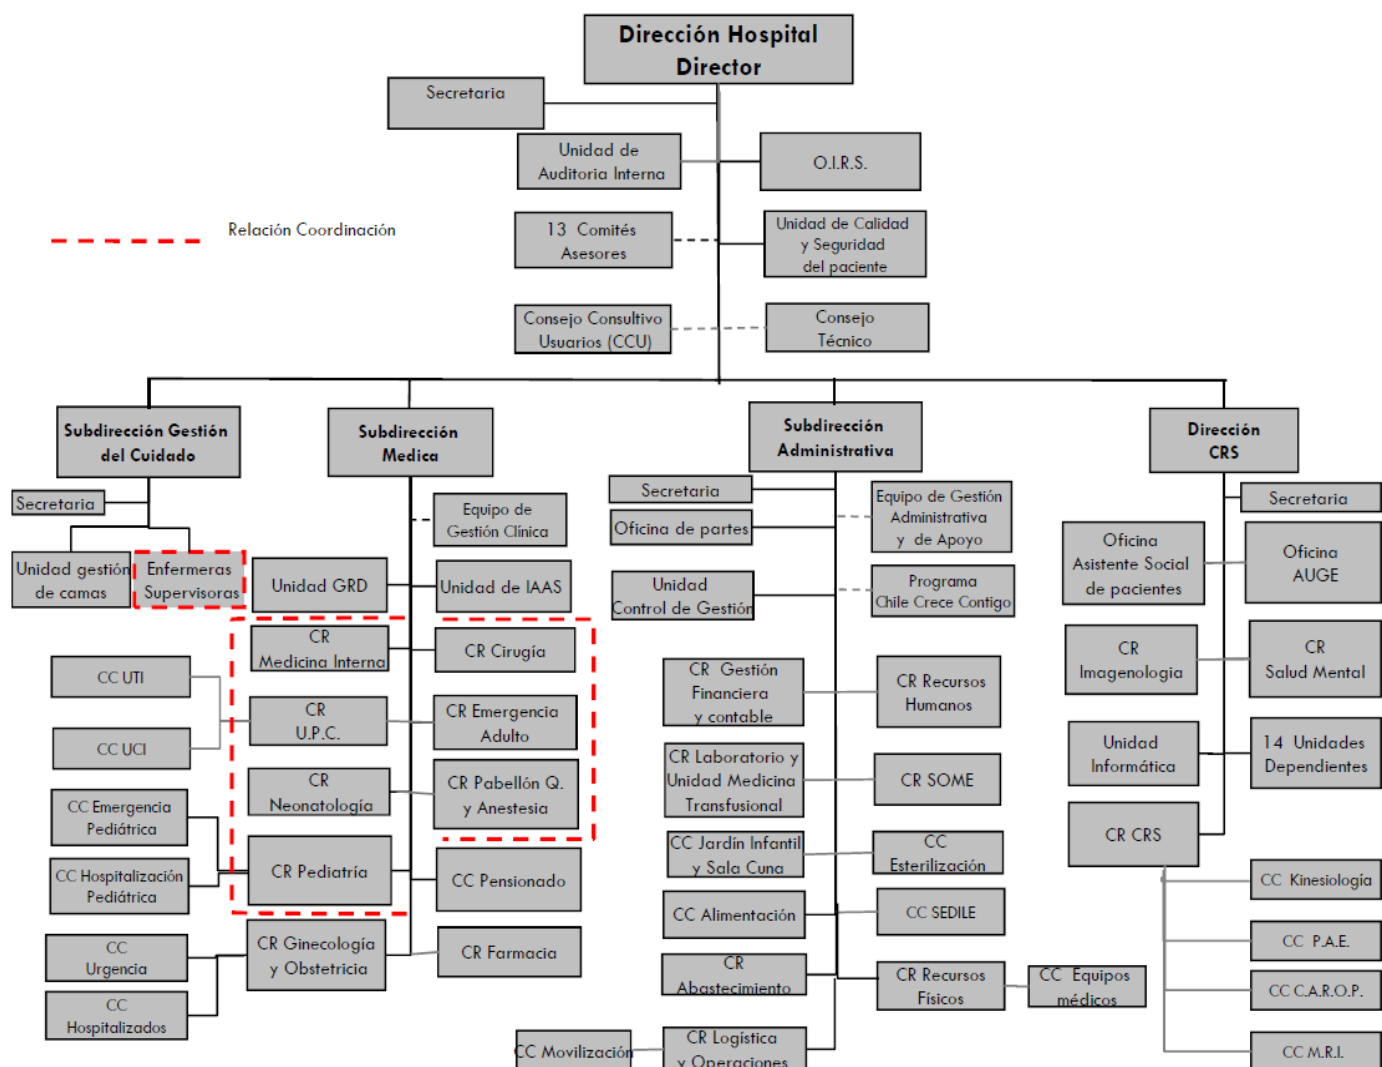 Dirección Hospital
Director
Secretaria
Unidad de
Auditoria Interna
O.I.R.S.
Relación Coordinación
13 Comités
Asesores
Unidad de Calidad
y Seguridad
del paciente
Consejo Consultivo
Usuarios (CCU)
Consejo
Técnico
Subdirección Gestión
del Cuidado
Subdirección
Medica
Subdirección
Administrativa
Dirección
CRS
Secretaria
Unidad gestión
de camas
Enfermeras
Supervisoras
Equipo de
Gestión Clínica
Unidad GRD
Unidad de IAAS
CR
Medicina Interna
CR Cirugía
CC UTI
CC UCI
CR
U.P.C.
CR Emergencia
Adulto
CR
Neonatología
CR Pabellón Q.
y Anestesia
CC Emergencia
Pediátrica
CC Hospitalización
Pediátrica
CR Pediatría
CC Pensionado
CC
Urgencia
CC
Hospitalizados
CR Ginecología
y Obstetricia
CR Farmacia
Secretaria
Oficina de partes
Equipo de Gestión
Administrativa
y de Apoyo
Unidad
Control de Gestión
Programa
Chile Crece Contigo
CR Gestión
Financiera
y contable
CR Recursos
Humanos
CR Laboratorio y
Unidad Medicina
Transfusional
CR SOME
CC Jardín Infantil
y Sala Cuna
CC
Esterilización
CC Alimentación
CC SEDILE
CR
Abastecimiento
CR Recursos
Físicos
CC Equipos
médicos
CC Movilización
CR Logística
y Operaciones
Secretaria
Oficina
Asistente Social
de pacientes
Oficina
AUGE
CR
Imagenologia
CR
Salud Mental
Unidad
Informática
14 Unidades
Dependientes
CR CRS
CC Kinesiología
CC P.A.E.
CC C.A.R.O.P.
CC M.R.I.